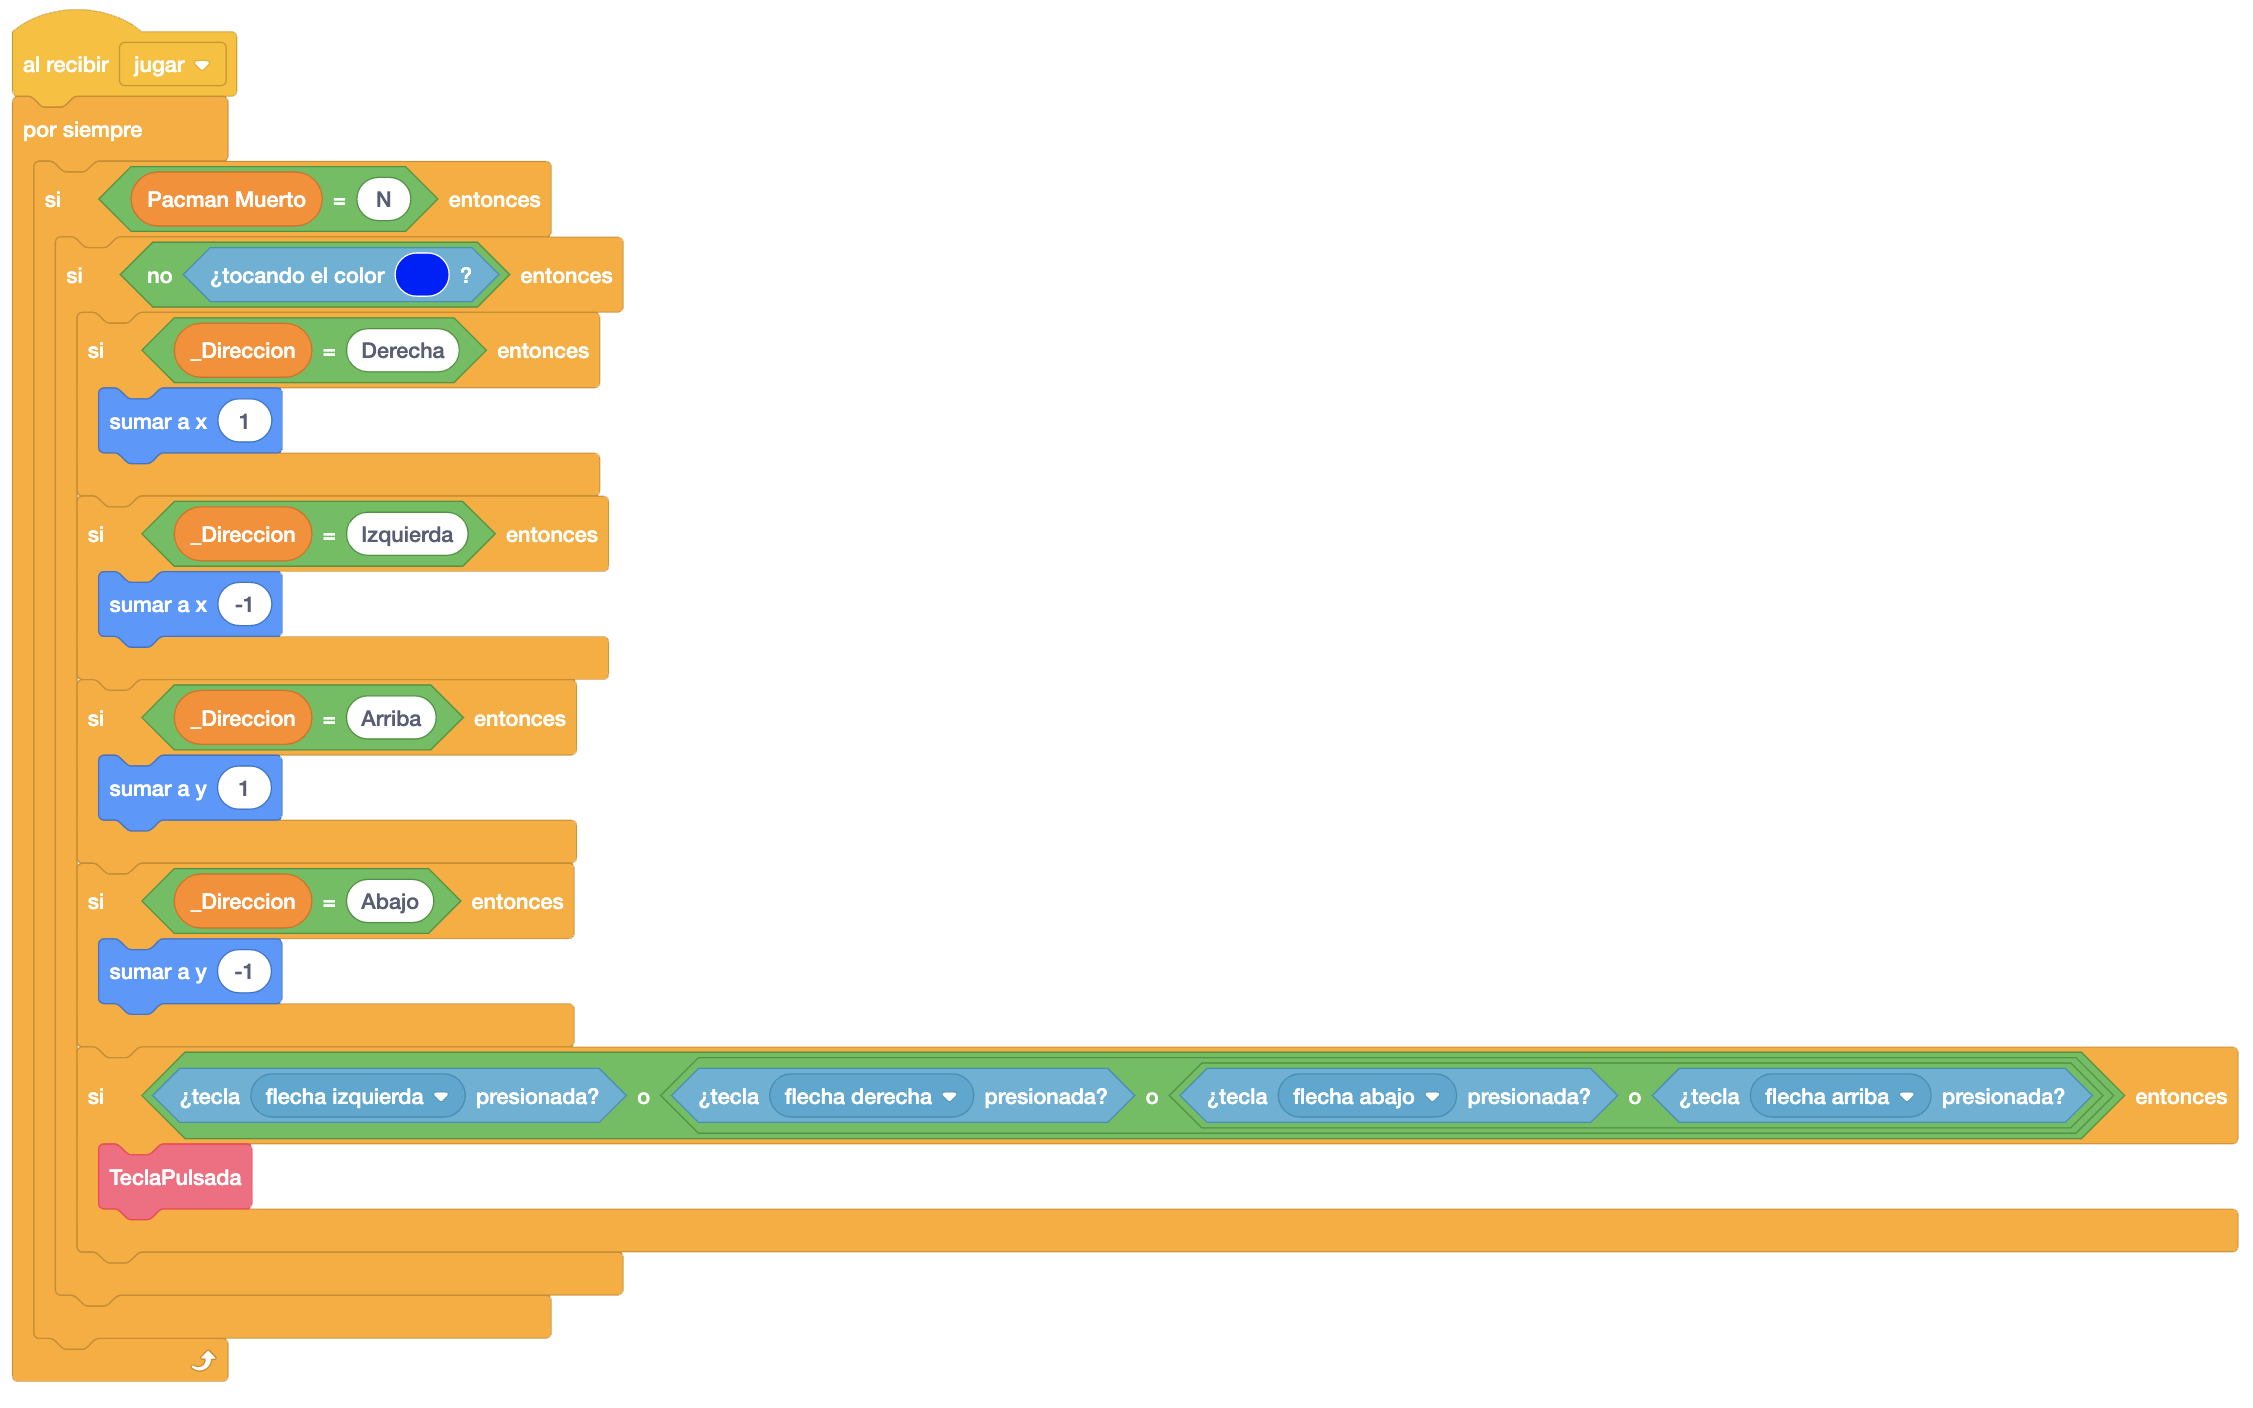 al recibir jugar
por siempre
si Pacman Muerto = N entonces
si no ¿tocando el color ? entonces
si _Direccion = Derecha entonces
sumar a x 1
si _Direccion = Izquierda entonces
sumar a x -1
si _Direccion = Arriba entonces
sumar a y 1
si _Direccion = Abajo entonces
sumar a y -1
si ¿tecla flecha izquierda presionada? o ¿tecla flecha derecha presionada? o ¿tecla flecha abajo presionada? o ¿tecla flecha arriba presionada? entonces
TeclaPulsada